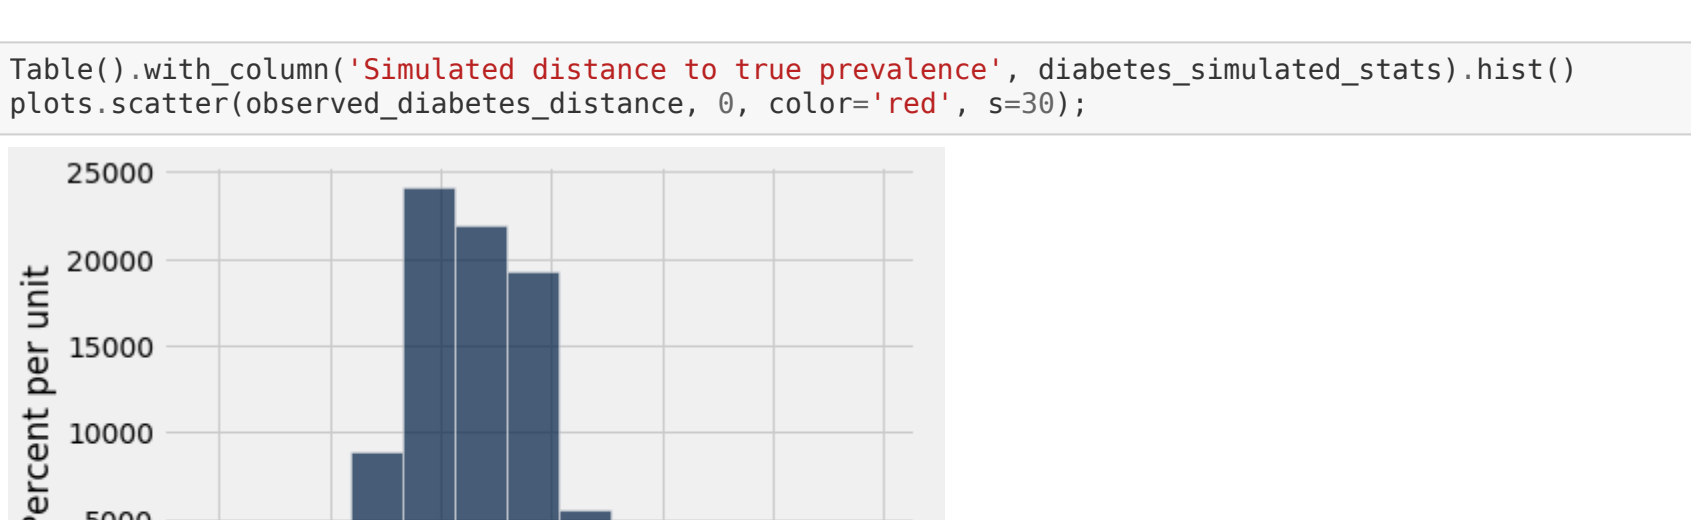 Table().with_column('Simulated distance to true prevalence', diabetes_simulated_stats).hist()
plots.scatter(observed_diabetes_distance, 0, color='red', s=30);
25000
20000
15000
10000
5000
Percent per unit